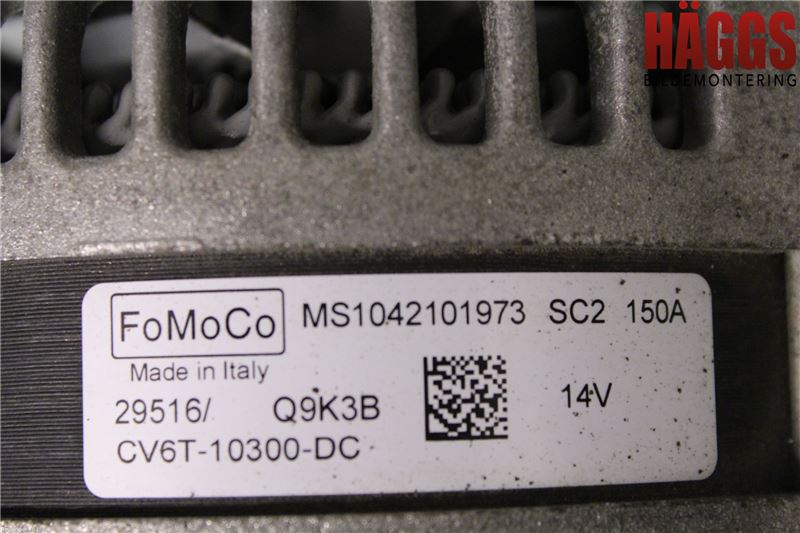 HÄGGS
BILDEMONTERING
FoMoCo MS1042101973 SC2 150A
Made in Italy
29516/ Q9K3B 14V
CV6T-10300-DC